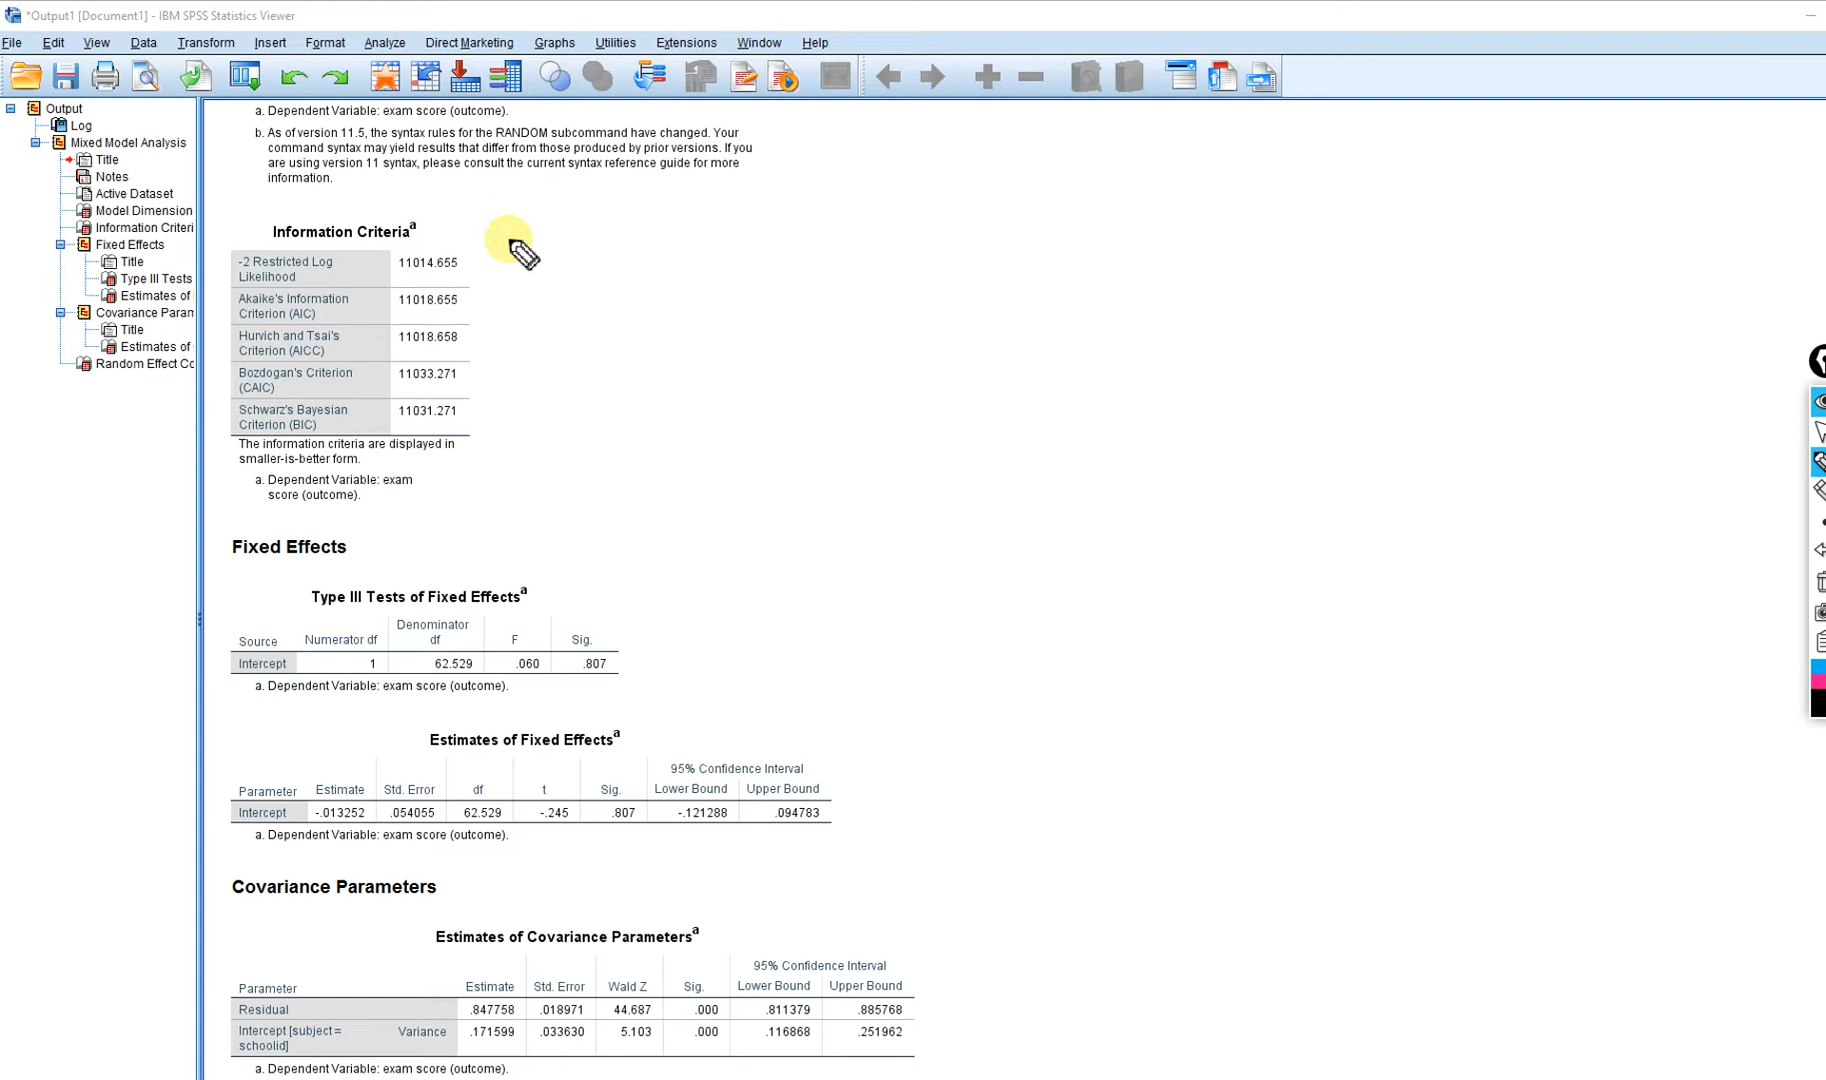 *Output1 [Document1] - IBM SPSS Statistics Viewer
File Edit View Data Transform Insert Format Analyze Direct Marketing Graphs Utilities Extensions Window Help
Output
Log
Mixed Model Analysis
Title
Notes
Active Dataset
Model Dimension
Information Criteri
Fixed Effects
Title
Type III Tests
Estimates of
Covariance Param
Title
Estimates of
Random Effect Co
a. Dependent Variable: exam score (outcome).
b. As of version 11.5, the syntax rules for the RANDOM subcommand have changed. Your
command syntax may yield results that differ from those produced by prior versions. If you
are using version 11 syntax, please consult the current syntax reference guide for more
information.
Information Criteria a
-2 Restricted Log 11014.655
Likelihood
Akaike's Information 11018.655
Criterion (AIC)
Hurvich and Tsai's 11018.658
Criterion (AICC)
Bozdogan's Criterion 11033.271
(CAIC)
Schwarz's Bayesian 11031.271
Criterion (BIC)
The information criteria are displayed in
smaller-is-better form.
a. Dependent Variable: exam
score (outcome).
Fixed Effects
Type III Tests of Fixed Effects a
Denominator
Source Numerator df df F Sig.
Intercept 1 62.529 .060 .807
a. Dependent Variable: exam score (outcome).
Estimates of Fixed Effects a
95% Confidence Interval
Parameter Estimate Std. Error df t Sig. Lower Bound Upper Bound
Intercept -.013252 .054055 62.529 -.245 .807 -.121288 .094783
a. Dependent Variable: exam score (outcome).
Covariance Parameters
Estimates of Covariance Parameters a
95% Confidence Interval
Parameter Estimate Std. Error Wald Z Sig. Lower Bound Upper Bound
Residual .847758 .018971 44.687 .000 .811379 .885768
Intercept [subject = Variance .171599 .033630 5.103 .000 .116868 .251962
schoolid]
a. Dependent Variable: exam score (outcome).